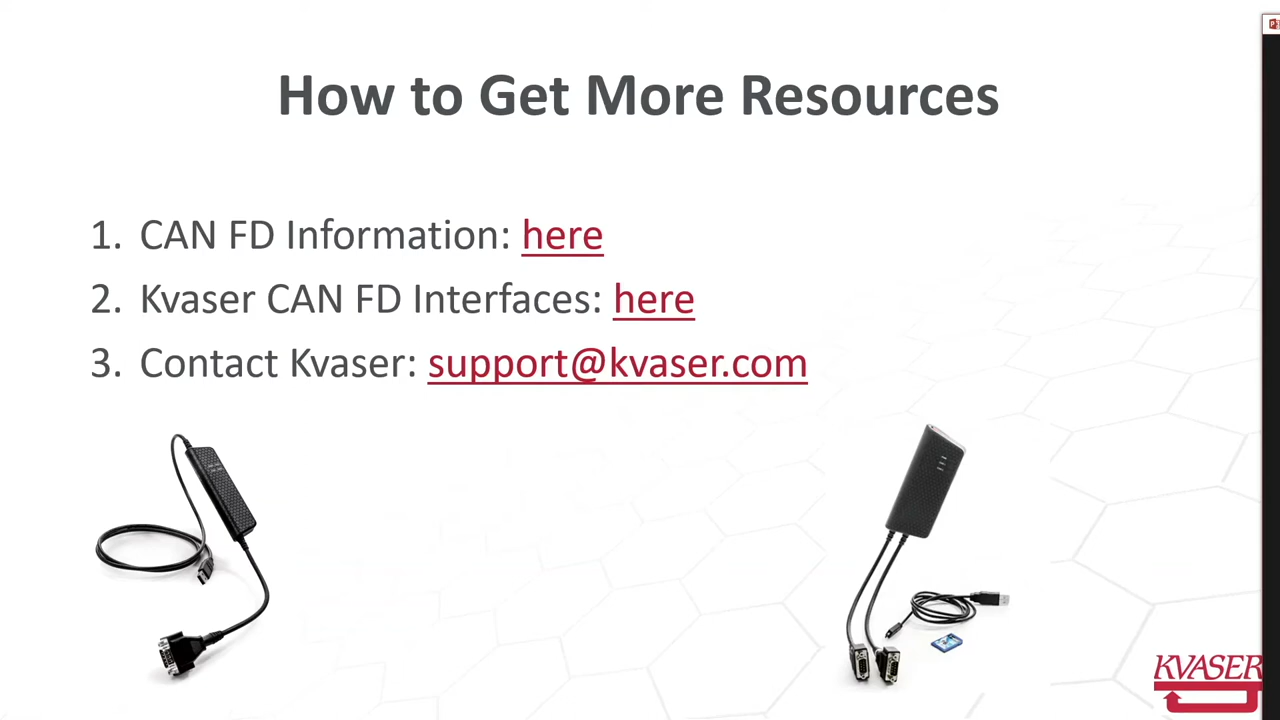 How to Get More Resources
1. CAN FD Information: here
2. Kvaser CAN FD Interfaces: here
3. Contact Kvaser: support@kvaser.com
KVASER